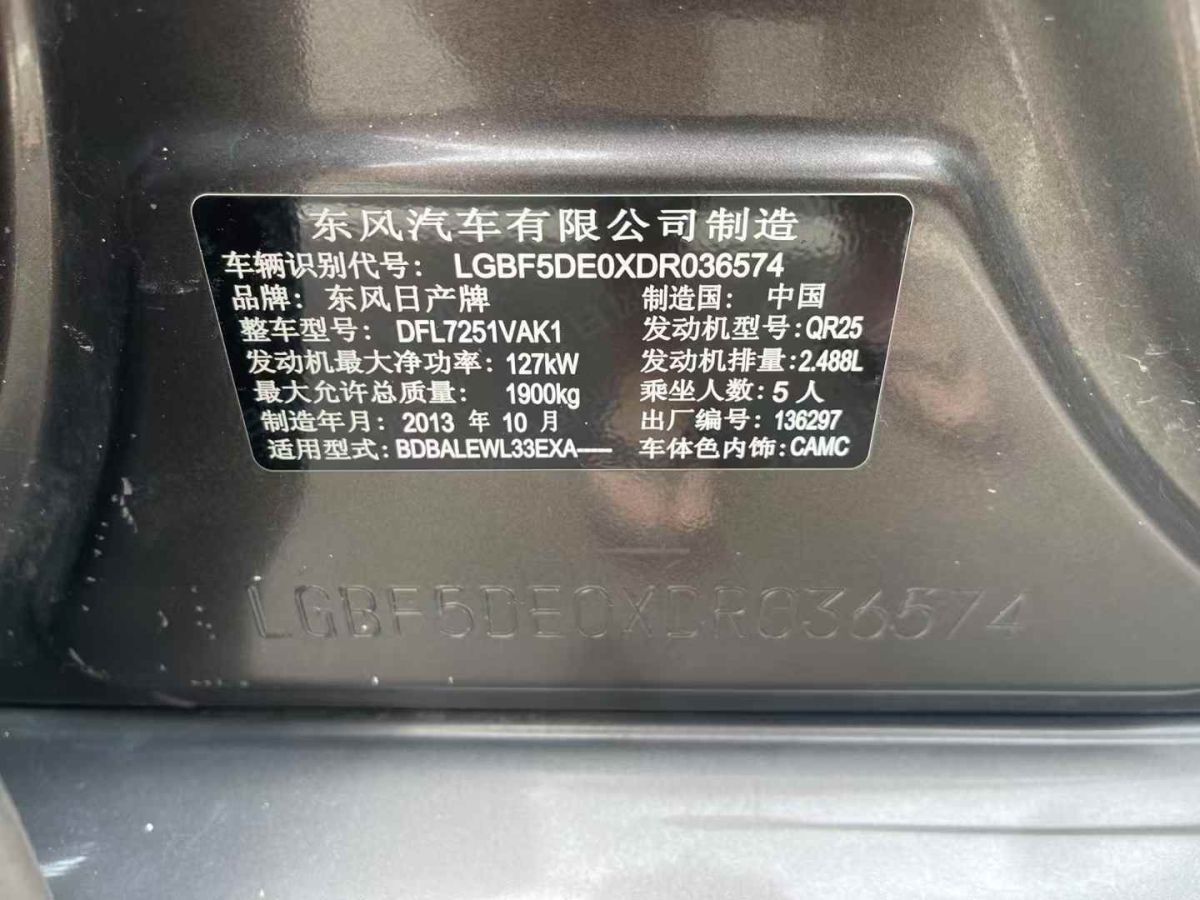 东风汽车有限公司制造
车辆识别代号: LGBF5DE0XDR036574
品牌: 东风日产牌 制造国: 中国
整车型号: DFL7251VAK1 发动机型号: QR25
发动机最大净功率: 127kW 发动机排量: 2.488L
最大允许总质量: 1900kg 乘坐人数: 5 人
制造年月: 2013 年 10 月 出厂编号: 136297
适用型式: BDBALEWL33EXA----- 车体色内饰: CAMC
LGBF5DE0XDR036574